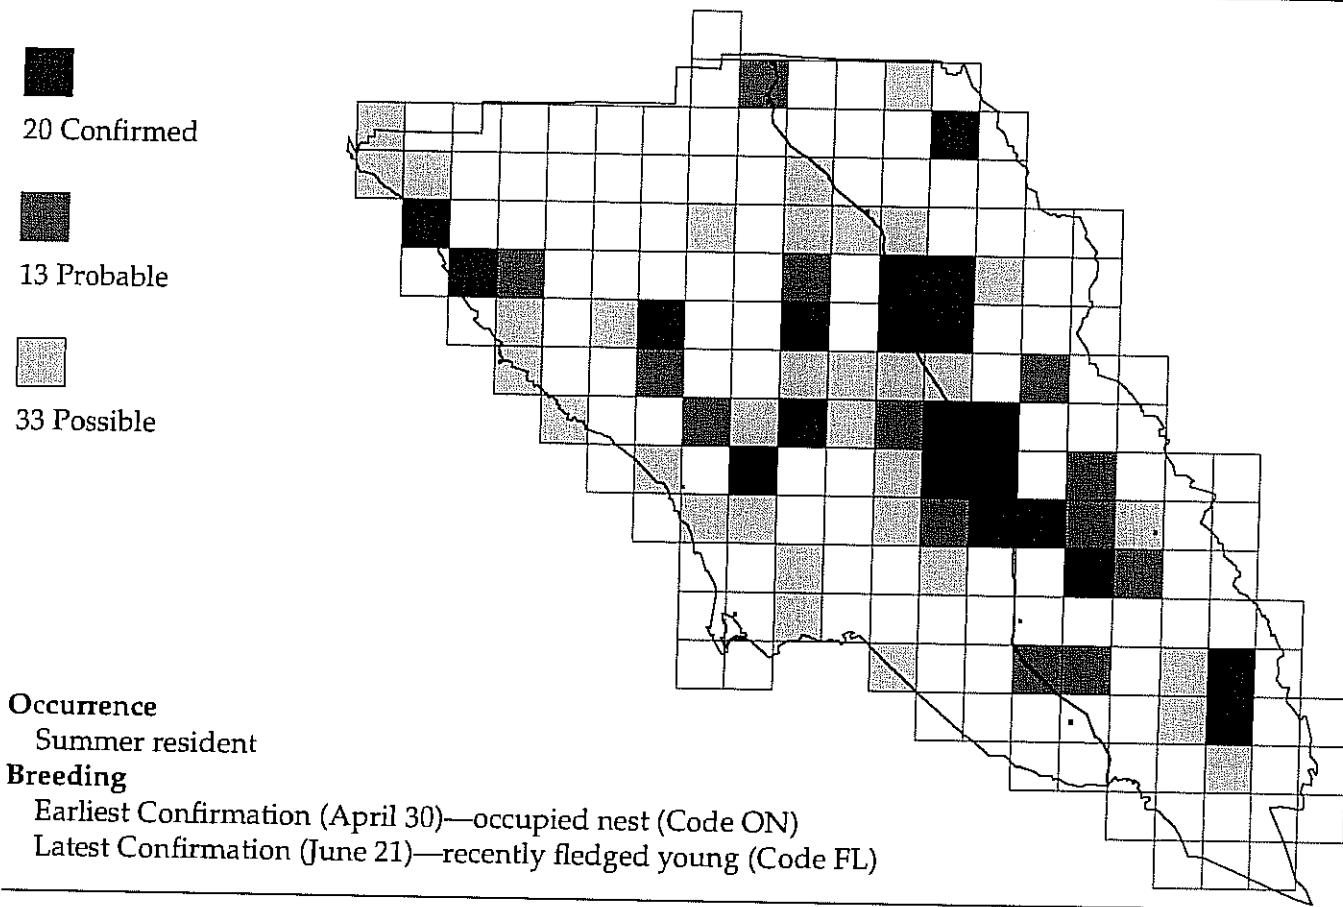 20 Confirmed
13 Probable
33 Possible
Occurrence
Summer resident
Breeding
Earliest Confirmation (April 30)—occupied nest (Code ON)
Latest Confirmation (June 21)—recently fledged young (Code FL)